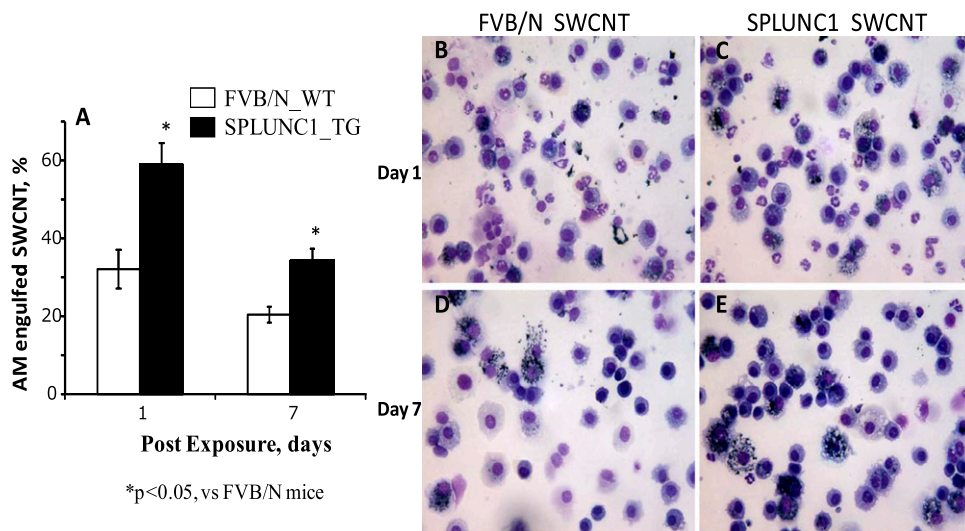 FVB/N SWCNT
SPLUNC1 SWCNT
A
FVB/N_WT
SPLUNC1_TG
*
*
AM engulfed SWCNT, %
60
40
20
0
1
7
Post Exposure, days
*p<0.05, vs FVB/N mice
Day 1
B
C
Day 7
D
E